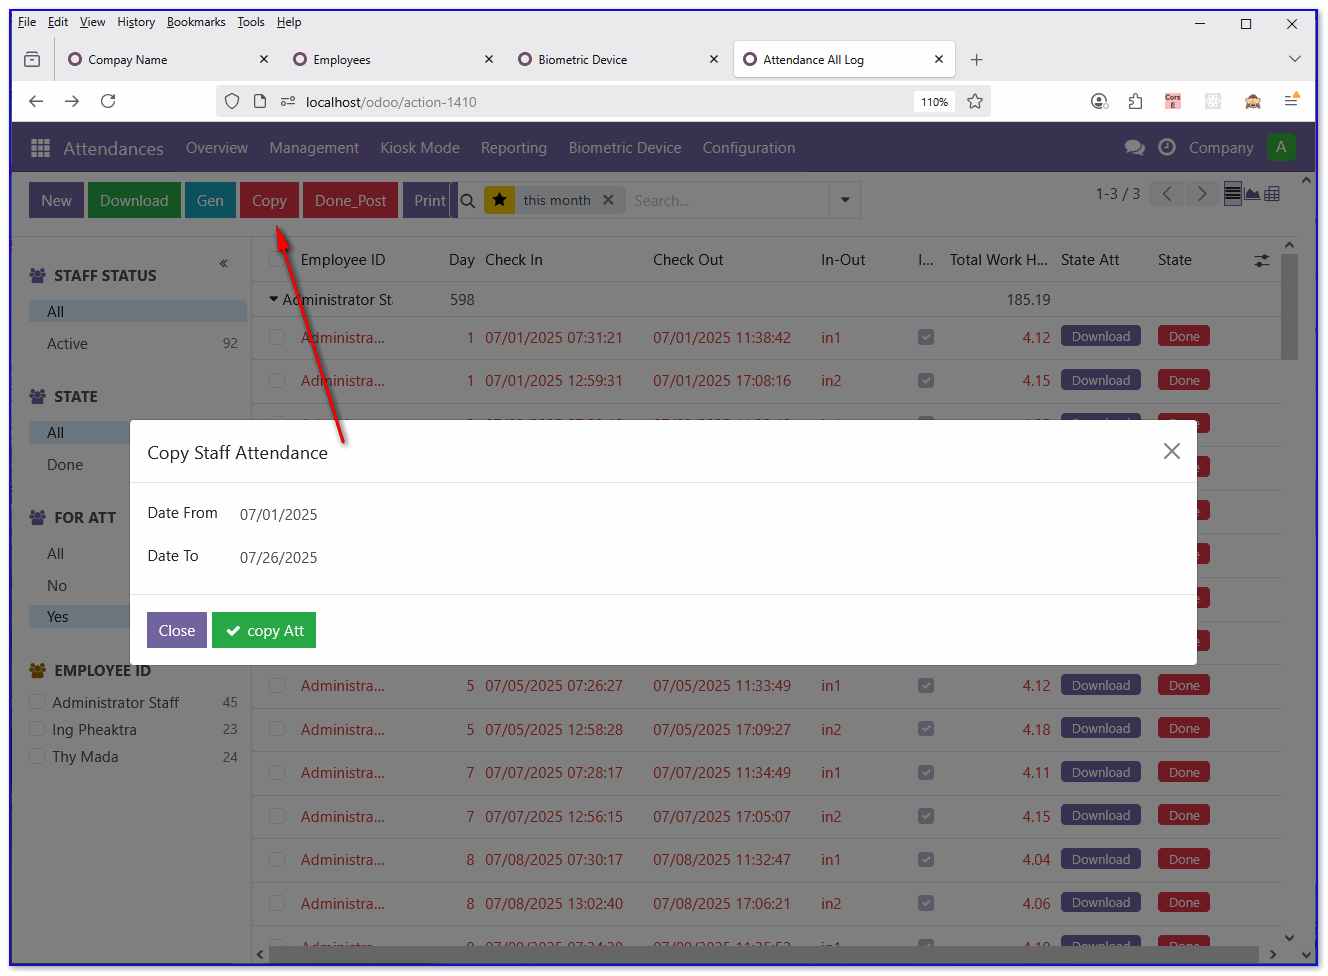 File Edit View History Bookmarks Tools Help
Compay Name Employees Biometric Device Attendance All Log
localhost/odoo/action-1410 110%
Attendances Overview Management Kiosk Mode Reporting Biometric Device Configuration Company A
New Download Gen Copy Done_Post Print this month Search... 1-3 / 3
STAFF STATUS
All
Active 92
STATE
All
Done
FOR ATT
All
No
Yes
EMPLOYEE ID
Administrator Staff 45
Ing Pheaktra 23
Thy Mada 24
Employee ID Day Check In Check Out In-Out I... Total Work H... State Att State
Administrator St 598 185.19
Administra... 1 07/01/2025 07:31:21 07/01/2025 11:38:42 in1 4.12 Download Done
Administra... 1 07/01/2025 12:59:31 07/01/2025 17:08:16 in2 4.15 Download Done
Copy Staff Attendance
Date From 07/01/2025
Date To 07/26/2025
Close copy Att
Administra... 5 07/05/2025 07:26:27 07/05/2025 11:33:49 in1 4.12 Download Done
Administra... 5 07/05/2025 12:58:28 07/05/2025 17:09:27 in2 4.18 Download Done
Administra... 7 07/07/2025 07:28:17 07/07/2025 11:34:49 in1 4.11 Download Done
Administra... 7 07/07/2025 12:56:15 07/07/2025 17:05:07 in2 4.15 Download Done
Administra... 8 07/08/2025 07:30:17 07/08/2025 11:32:47 in1 4.04 Download Done
Administra... 8 07/08/2025 13:02:40 07/08/2025 17:06:21 in2 4.06 Download Done